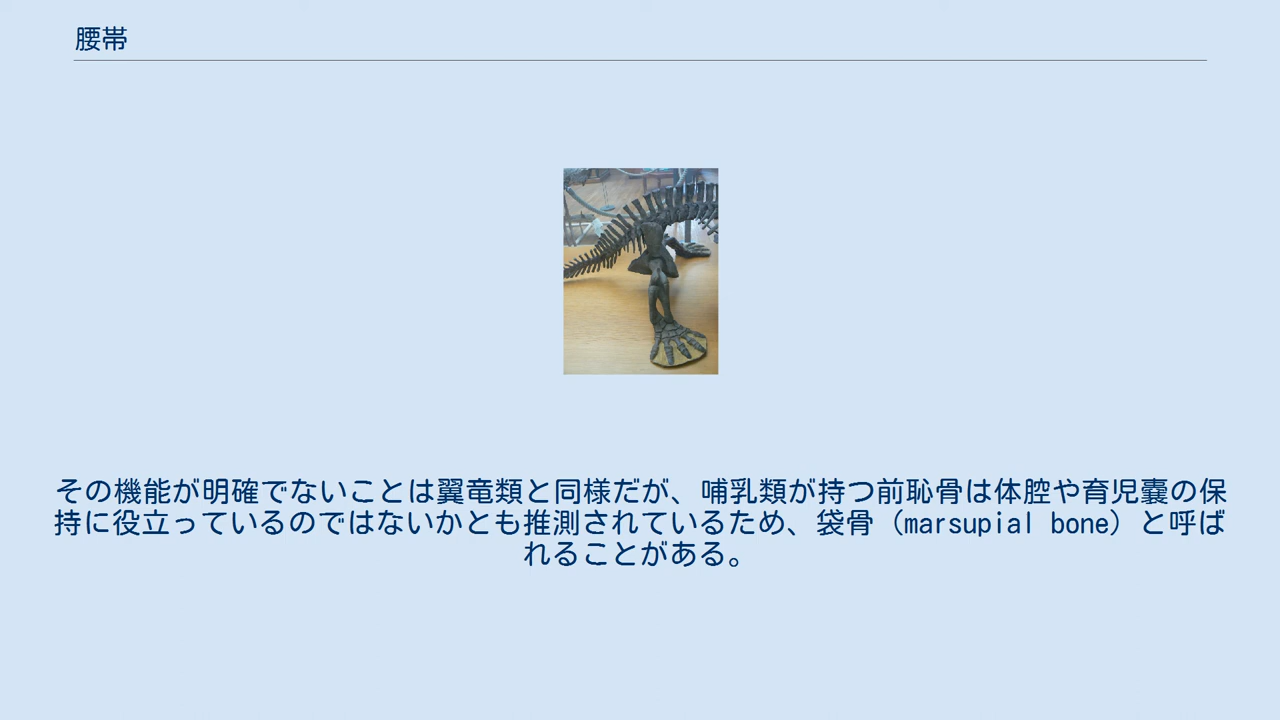 腰帯
その機能が明確でないことは翼竜類と同様だが、哺乳類が持つ前恥骨は体腔や育児嚢の保
持に役立っているのではないかとも推測されているため、袋骨（marsupial bone）と呼ば
れることがある。